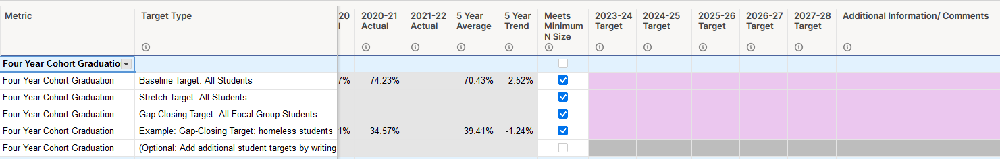 Metric Target Type 20 2020-21 2021-22 5 Year 5 Year Meets 2023-24 2024-25 2025-26 2026-27 2027-28 Additional Information/ Comments
l Actual Actual Average Trend Minimum Target Target Target Target Target
N Size
Four Year Cohort Graduatio
Four Year Cohort Graduation Baseline Target: All Students 7% 74.23% 70.43% 2.52%
Four Year Cohort Graduation Stretch Target: All Students
Four Year Cohort Graduation Gap-Closing Target: All Focal Group Students
Four Year Cohort Graduation Example: Gap-Closing Target: homeless students 1% 34.57% 39.41% -1.24%
Four Year Cohort Graduation (Optional: Add additional student targets by writing